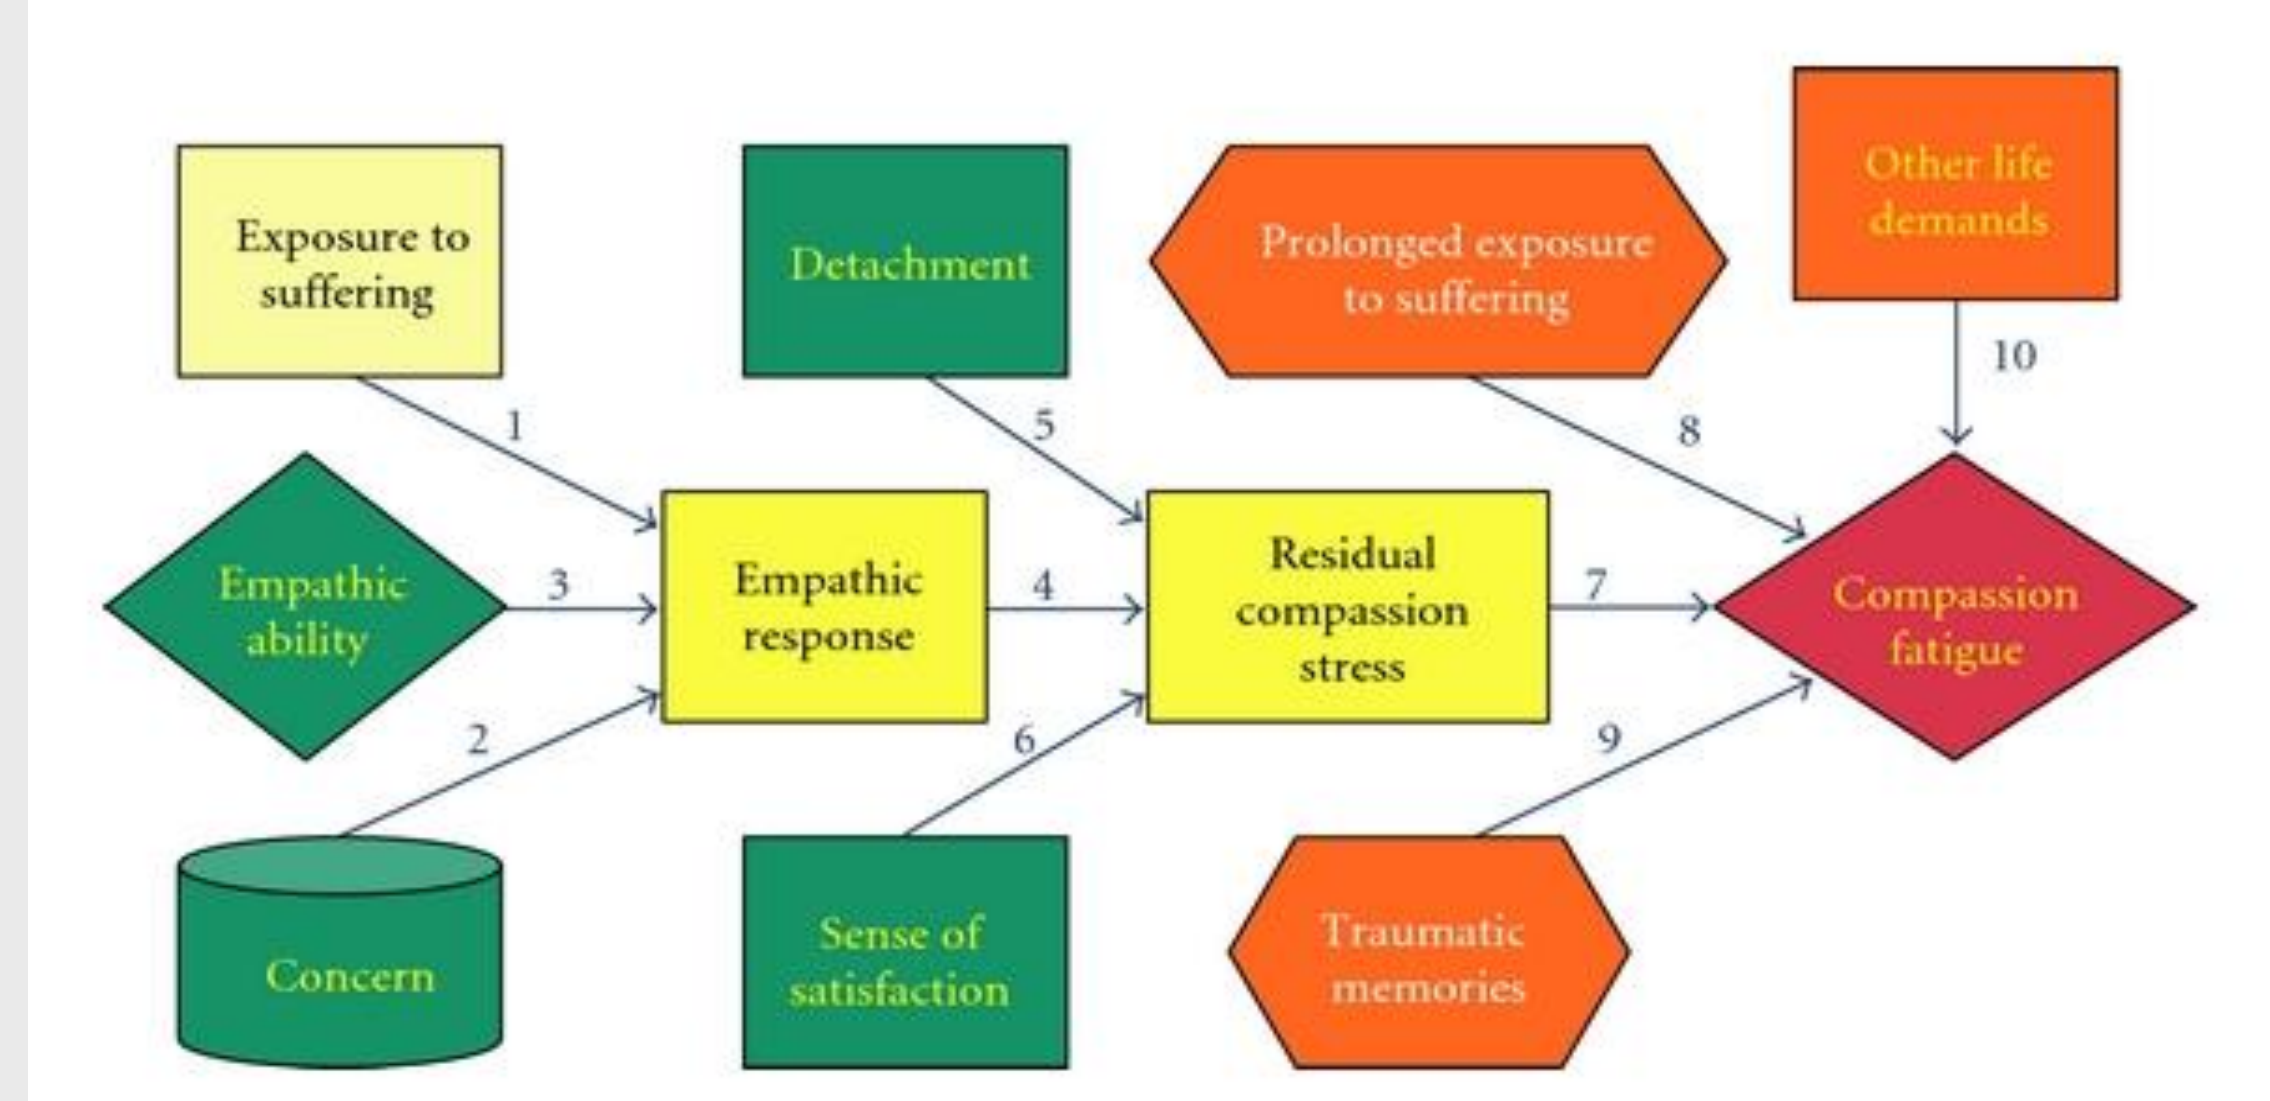 Other life
demands
Exposure to
suffering
Detachment
Prolonged exposure
to suffering
10
1
5
8
Empathic
ability
3
Empathic
response
4
Residual
compassion
stress
7
Compassion
fatigue
2
6
9
Concern
Sense of
satisfaction
Traumatic
memories